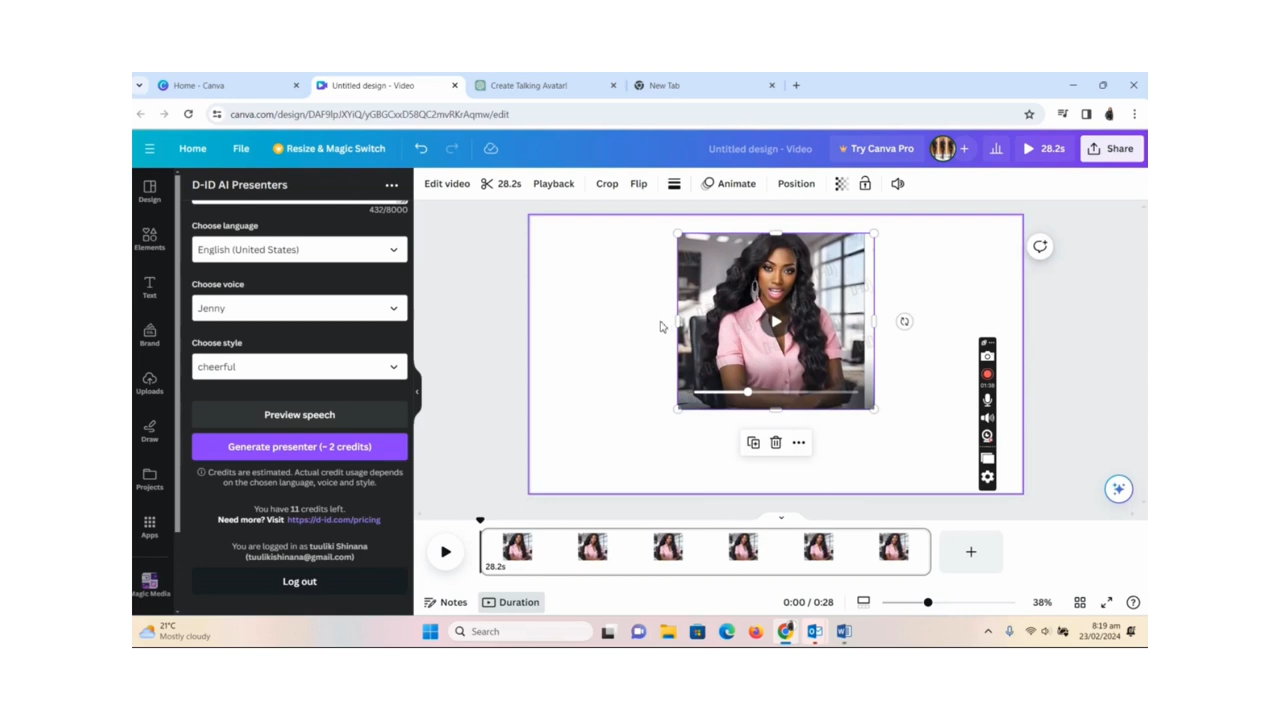 Home - Canva
Untitled design - Video
Create Talking Avatar!
New Tab
canva.com/design/DAF9lpJXYiQ/yGBGCxxD58QC2mvRKrAqmw/edit
Home File Resize & Magic Switch Untitled design - Video Try Canva Pro 28.2s Share
Design
Elements
Text
Brand
Uploads
Draw
Projects
Apps
Magic Media
D-ID AI Presenters
432/8000
Choose language
English (United States)
Choose voice
Jenny
Choose style
cheerful
Preview speech
Generate presenter (~ 2 credits)
Credits are estimated. Actual credit usage depends
on the chosen language, voice and style.
You have 11 credits left.
Need more? Visit https://d-id.com/pricing
You are logged in as tuuliki Shinana
(tuulikishinana@gmail.com)
Log out
Edit video 28.2s Playback Crop Flip Animate Position
01:38
28.2s
Notes Duration 0:00 / 0:28 38%
21°C
Mostly cloudy
Search
8:19 am
23/02/2024